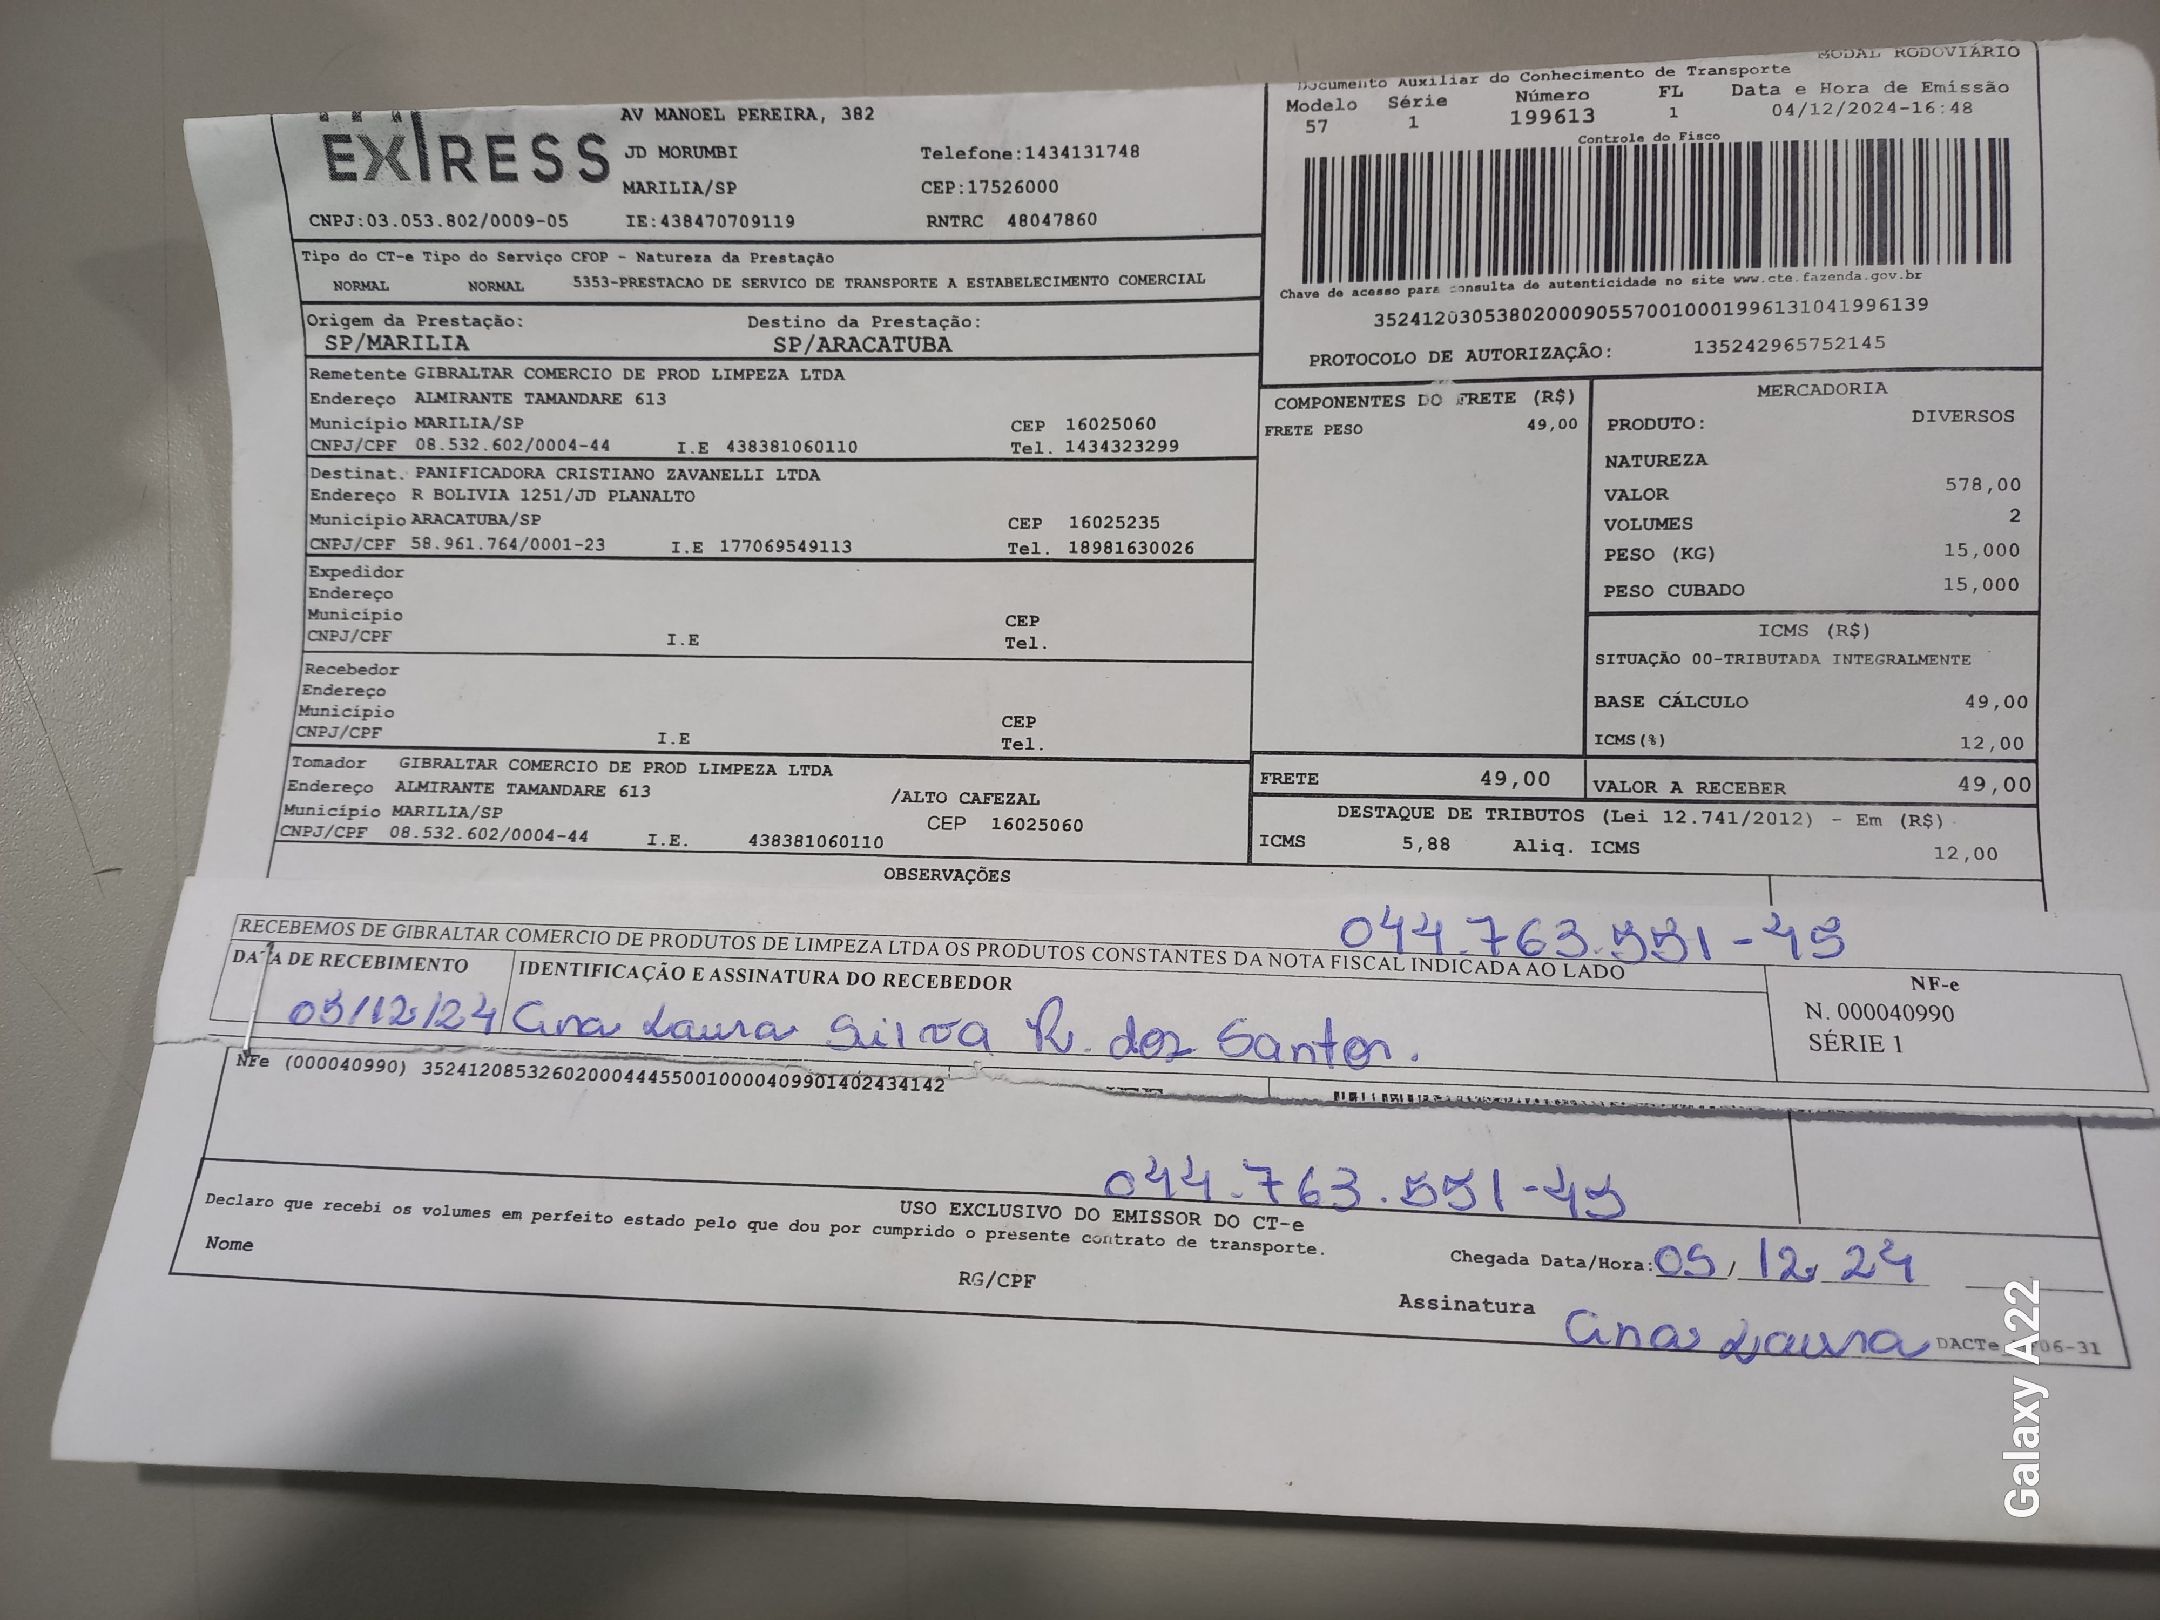 MODAL RODOVIÁRIO
Documento Auxiliar do Conhecimento de Transporte
Modelo Série Número FL Data e Hora de Emissão
57 1 199613 1 04/12/2024-16:48
Controle do Fisco
Chave de acesso para consulta de autenticidade no site www.cte.fazenda.gov.br
35241203053802000905570010001996131041996139
PROTOCOLO DE AUTORIZAÇÃO: 135242965752145
EXPRESS
AV MANOEL PEREIRA, 382
JD MORUMBI Telefone:1434131748
MARILIA/SP CEP:17526000
CNPJ:03.053.802/0009-05 IE:438470709119 RNTRC 48047860
Tipo do CT-e Tipo do Serviço CFOP - Natureza da Prestação
NORMAL NORMAL 5353-PRESTACAO DE SERVICO DE TRANSPORTE A ESTABELECIMENTO COMERCIAL
Origem da Prestação: Destino da Prestação:
SP/MARILIA SP/ARACATUBA
Remetente GIBRALTAR COMERCIO DE PROD LIMPEZA LTDA
Endereço ALMIRANTE TAMANDARE 613
Município MARILIA/SP CEP 16025060
CNPJ/CPF 08.532.602/0004-44 I.E 438381060110 Tel. 1434323299
Destinat. PANIFICADORA CRISTIANO ZAVANELLI LTDA
Endereço R BOLIVIA 1251/JD PLANALTO
Município ARACATUBA/SP CEP 16025235
CNPJ/CPF 58.961.764/0001-23 I.E 177069549113 Tel. 18981630026
Expedidor
Endereço
Município CEP
CNPJ/CPF I.E Tel.
Recebedor
Endereço
Município CEP
CNPJ/CPF I.E Tel.
Tomador GIBRALTAR COMERCIO DE PROD LIMPEZA LTDA
Endereço ALMIRANTE TAMANDARE 613 /ALTO CAFEZAL
Município MARILIA/SP CEP 16025060
CNPJ/CPF 08.532.602/0004-44 I.E. 438381060110
COMPONENTES DO FRETE (R$)
FRETE PESO 49,00
MERCADORIA
PRODUTO: DIVERSOS
NATUREZA
VALOR 578,00
VOLUMES 2
PESO (KG) 15,000
PESO CUBADO 15,000
ICMS (R$)
SITUAÇÃO 00-TRIBUTADA INTEGRALMENTE
BASE CÁLCULO 49,00
ICMS(%) 12,00
FRETE 49,00 VALOR A RECEBER 49,00
DESTAQUE DE TRIBUTOS (Lei 12.741/2012) - Em (R$)
ICMS 5,88 Aliq. ICMS 12,00
OBSERVAÇÕES
044.763.551-45
RECEBEMOS DE GIBRALTAR COMERCIO DE PRODUTOS DE LIMPEZA LTDA OS PRODUTOS CONSTANTES DA NOTA FISCAL INDICADA AO LADO
DATA DE RECEBIMENTO IDENTIFICAÇÃO E ASSINATURA DO RECEBEDOR NF-e
05/12/24 Ana Laura Silva R. dos Santos. N. 000040990
SÉRIE 1
NFe (000040990) 35241208532602000444550010000409901402434142
044.763.551-45
USO EXCLUSIVO DO EMISSOR DO CT-e
Declaro que recebi os volumes em perfeito estado pelo que dou por cumprido o presente contrato de transporte.
Nome RG/CPF Chegada Data/Hora: 05/12 24
Assinatura Ana Laura
DACTe 06-31
Galaxy A22